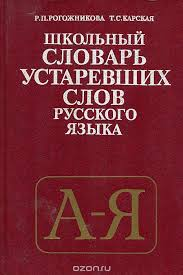 Р.П.РОГОЖНИКОВА Т.С.КАРСКАЯ
ШКОЛЬНЫЙ
СЛОВАРЬ
УСТАРЕВШИХ
СЛОВ
РУССКОГО
ЯЗЫКА
А-Я
OZON.RU